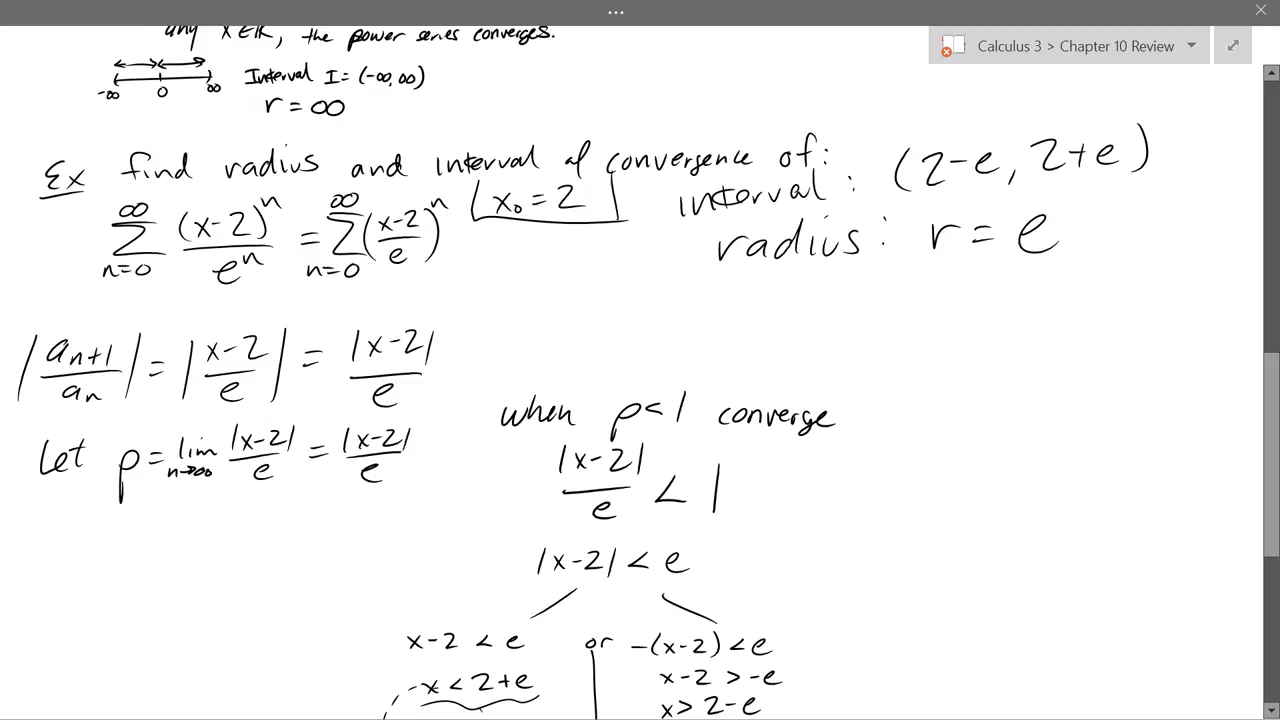 ...
Calculus 3 > Chapter 10 Review
any x∈ℝ, the power series converges.
-∞ 0 ∞ Interval I = (-∞, ∞)
r = ∞
Ex find radius and interval of convergence of:
∞∑n=0 (x-2)^n/e^n = ∞∑n=0 ((x-2)/e)^n
x₀ = 2
interval: (2-e, 2+e)
radius: r = e
|aₙ₊₁/aₙ| = |(x-2)/e| = |x-2|/e
Let ρ = lim n→∞ |x-2|/e = |x-2|/e
when ρ < 1 converge
|x-2|/e < 1
|x-2| < e
x-2 < e or -(x-2) < e
-x < 2+e
x-2 > -e
x > 2-e